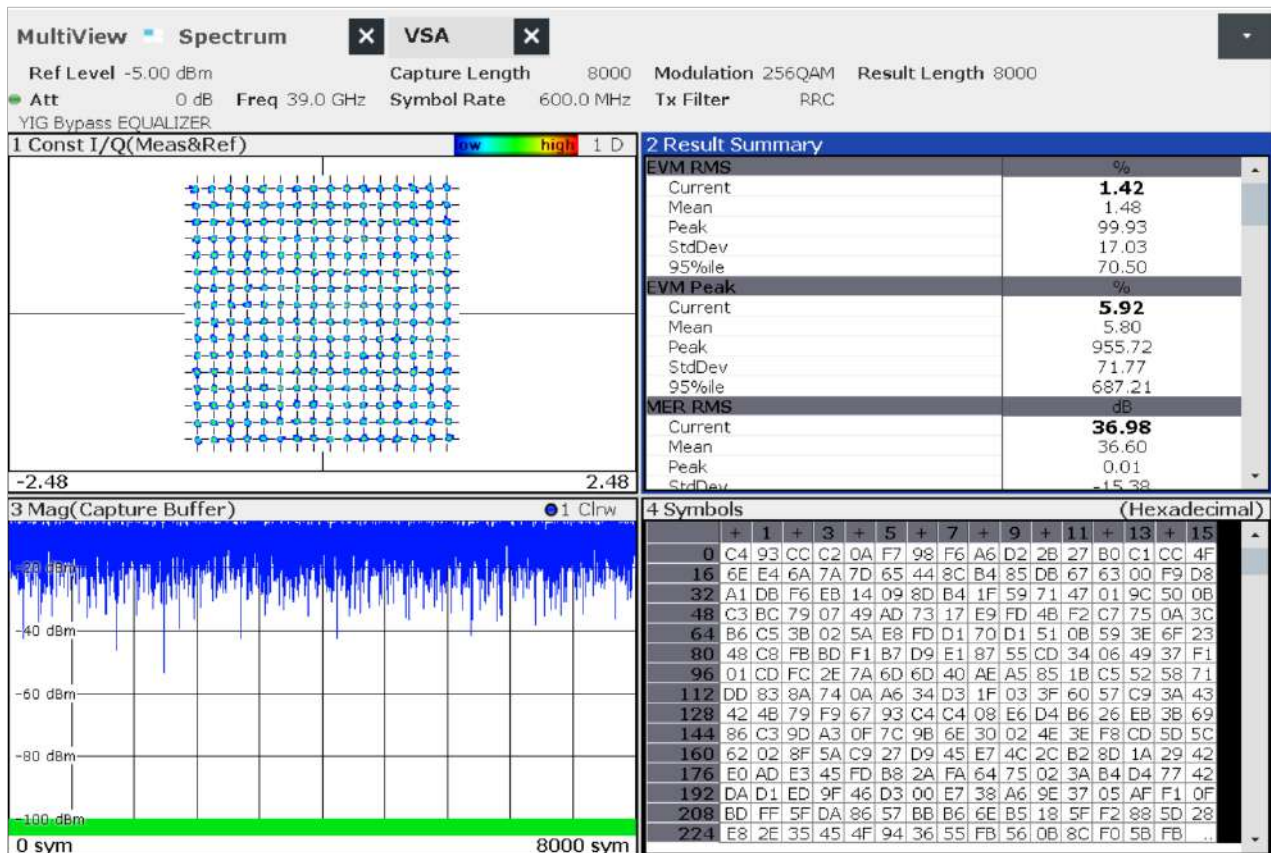 MultiView Spectrum X VSA X
Ref Level -5.00 dBm Capture Length 8000 Modulation 256QAM Result Length 8000
Att 0 dB Freq 39.0 GHz Symbol Rate 600.0 MHz Tx Filter RRC
YIG Bypass EQUALIZER
1 Const I/Q(Meas&Ref) low high 1 D
-2.48 2.48
2 Result Summary
EVM RMS %
Current 1.42
Mean 1.48
Peak 99.93
StdDev 17.03
95%ile 70.50
EVM Peak %
Current 5.92
Mean 5.80
Peak 955.72
StdDev 71.77
95%ile 687.21
MER RMS dB
Current 36.98
Mean 36.60
Peak 0.01
StdDev -15.38
3 Mag(Capture Buffer) 1 Clrw
-20 dBm
-40 dBm
-60 dBm
-80 dBm
-100 dBm
0 sym 8000 sym
4 Symbols (Hexadecimal)
+ 1 + 3 + 5 + 7 + 9 + 11 + 13 + 15
0 C4 93 CC C2 0A F7 98 F6 A6 D2 2B 27 B0 C1 CC 4F
16 6E E4 6A 7A 7D 65 44 8C B4 85 DB 67 63 00 F9 D8
32 A1 DB F6 EB 14 09 8D B4 1F 59 71 47 01 9C 50 0B
48 C3 BC 79 07 49 AD 73 17 E9 FD 4B F2 C7 75 0A 3C
64 B6 C5 3B 02 5A E8 FD D1 70 D1 51 0B 59 3E 6F 23
80 48 C8 FB BD F1 B7 D9 E1 87 55 CD 34 06 49 37 F1
96 01 CD FC 2E 7A 6D 6D 40 AE A5 85 1B C5 52 58 71
112 DD 83 8A 74 0A A6 34 D3 1F 03 3F 60 57 C9 3A 43
128 42 4B 79 F9 67 93 C4 C4 08 E6 D4 B6 26 EB 3B 69
144 86 C3 9D A3 0F 7C 9B 6E 30 02 4E 3E F8 CD 5D 5C
160 62 02 8F 5A C9 27 D9 45 E7 4C 2C B2 8D 1A 29 42
176 E0 AD E3 45 FD B8 2A FA 64 75 02 3A B4 D4 77 42
192 DA D1 ED 9F 46 D3 00 E7 38 A6 9E 37 05 AF F1 0F
208 BD FF 5F DA 86 57 BB B6 6E B5 18 5F F2 88 5D 28
224 E8 2E 35 45 4F 94 36 55 FB 56 0B 8C F0 5B FB ..